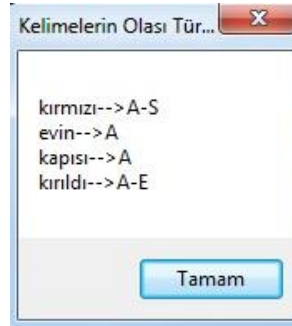 Kelimelerin Olası Tür...
kırmızı-->A-S
evin-->A
kapısı-->A
kırıldı-->A-E
Tamam